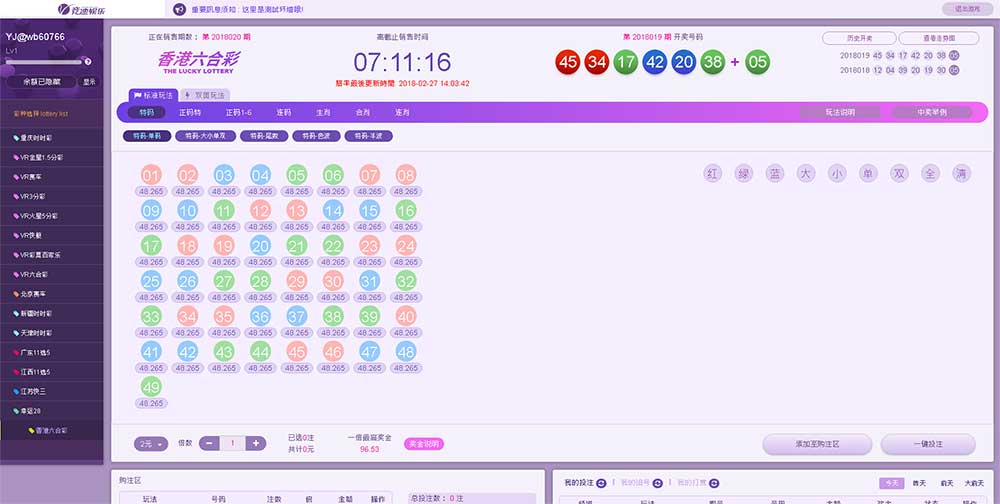 竞速娱乐
重要訊息须知 : 这里是测試环境哦!
退出游戏
YJ@wb60766
Lv1
余额已隐藏 显示
彩种选择 lottery list
重庆时时彩
VR金星1.5分彩
VR赛车
VR3分彩
VR火星5分彩
VR快艇
VR彩票百家乐
VR六合彩
北京赛车
新疆时时彩
天津时时彩
广东11选5
江西11选5
江苏快三
幸运28
香港六合彩
正在销售期数 : 第 2018020 期
香港六合彩
THE LUCKY LOTTERY
离截止销售时间
07:11:16
賠率最後更新時間 2018-02-27 14:03:42
第 2018019 期 开奖号码
45 34 17 42 20 38 + 05
历史开奖 查看走势图
2018019 45 34 17 42 20 38 05
2018018 12 04 39 20 19 30 05
标准玩法 双面玩法
特码 正码特 正码1-6 连码 生肖 合肖 连肖 玩法说明 中奖举例
特码-单码 特码-大小单双 特码-尾数 特码-色波 特码-半波
01 02 03 04 05 06 07 08
48.265 48.265 48.265 48.265 48.265 48.265 48.265 48.265
09 10 11 12 13 14 15 16
48.265 48.265 48.265 48.265 48.265 48.265 48.265 48.265
17 18 19 20 21 22 23 24
48.265 48.265 48.265 48.265 48.265 48.265 48.265 48.265
25 26 27 28 29 30 31 32
48.265 48.265 48.265 48.265 48.265 48.265 48.265 48.265
33 34 35 36 37 38 39 40
48.265 48.265 48.265 48.265 48.265 48.265 48.265 48.265
41 42 43 44 45 46 47 48
48.265 48.265 48.265 48.265 48.265 48.265 48.265 48.265
49
48.265
红 绿 蓝 大 小 单 双 全 清
2元 倍数 − 1 +
已选0注
共计0元
一倍最高奖金
96.53
奖金说明
添加至购注区 一键投注
购注区
玩法 号码 注数 倍 金额 操作
总投注数 : 0 注
我的投注 | 我的追号 | 我的打赏
今天 昨天 前天 大前天
玩法 期号 金额 状态 操作